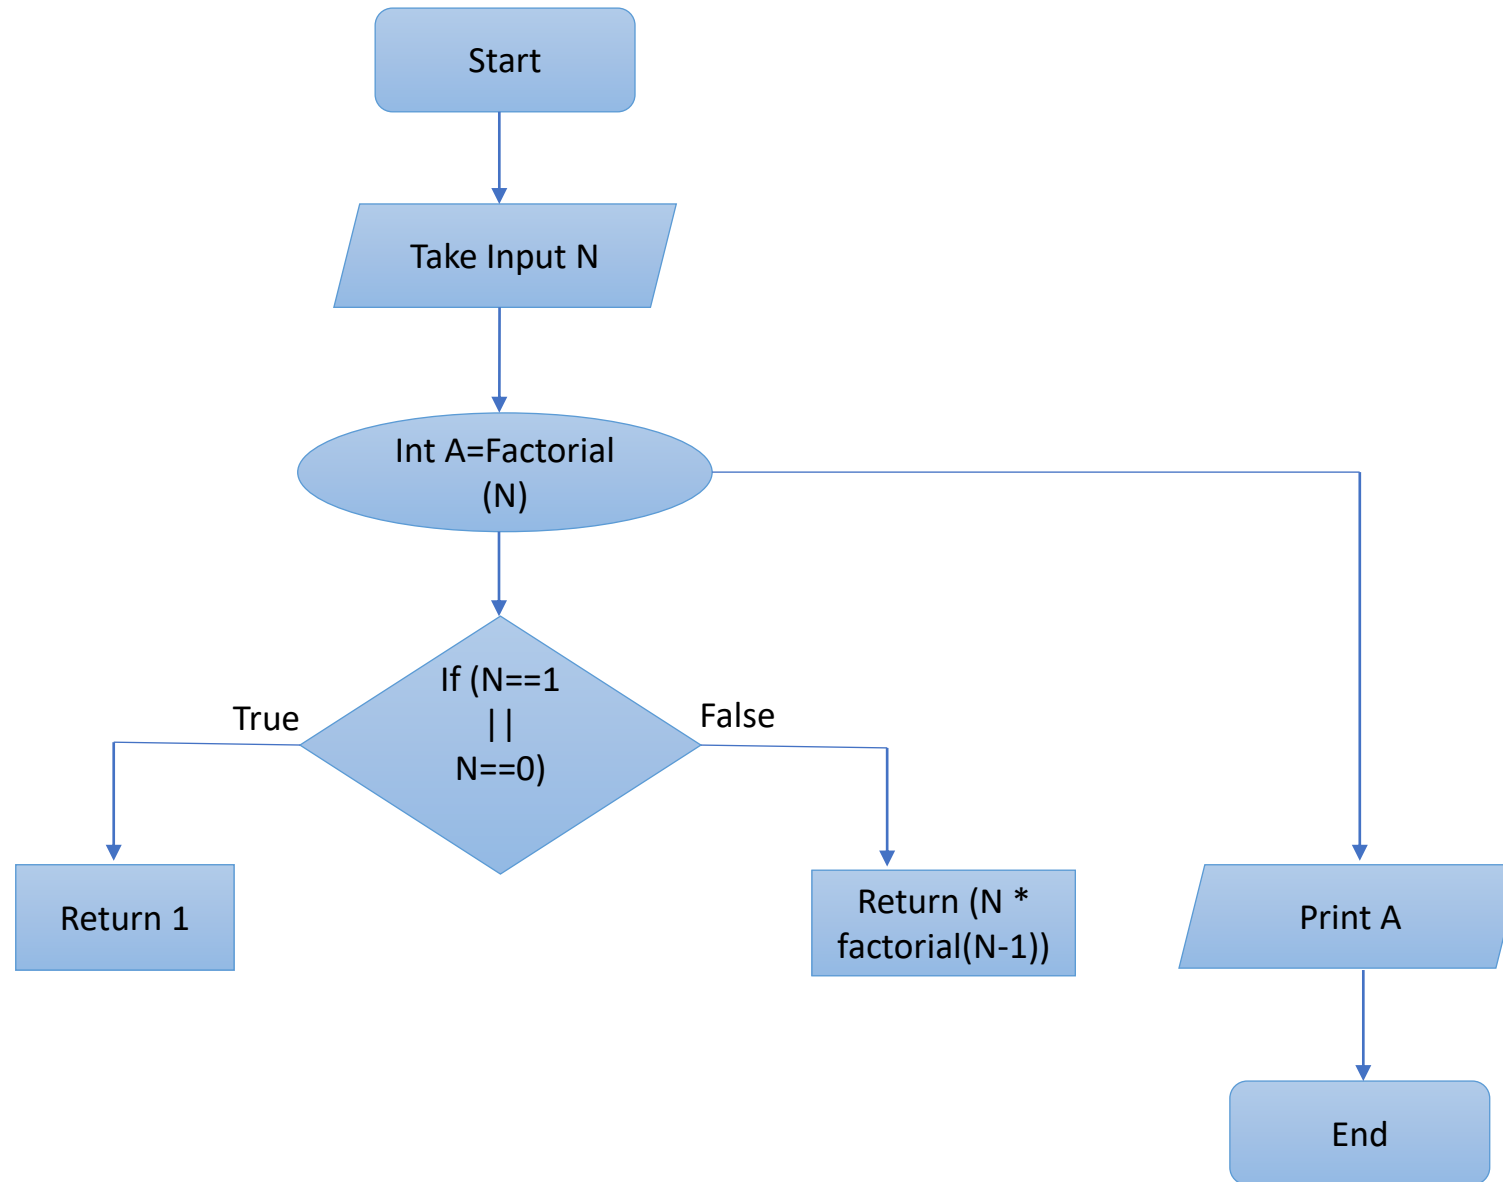 Start
Take Input N
Int A=Factorial
(N)
If (N==1
||
N==0)
True
False
Return 1
Return (N *
factorial(N-1))
Print A
End